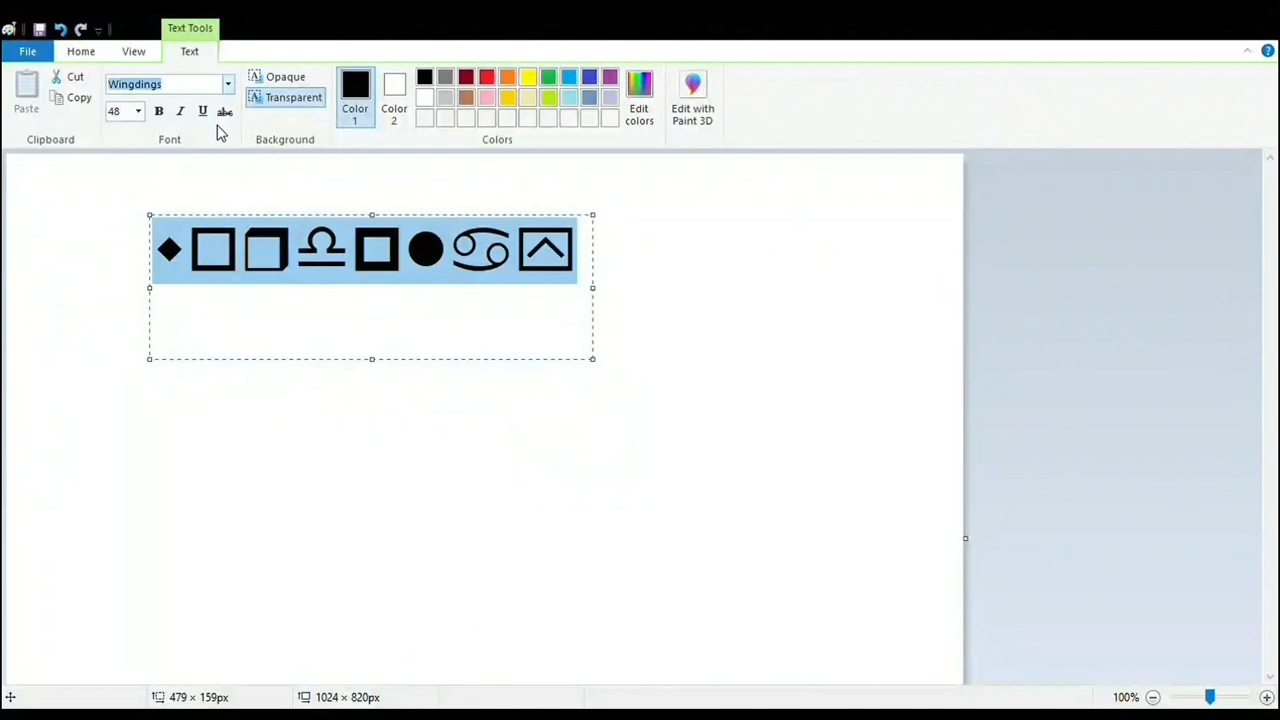 Text Tools
File Home View Text
Paste Cut Copy Clipboard
Wingdings 48 B I U abc Font
Opaque Transparent Background
Color 1 Color 2 Edit colors Colors
Edit with Paint 3D
⬥□❒♎◻●♋⍓
479 × 159px 1024 × 820px 100%